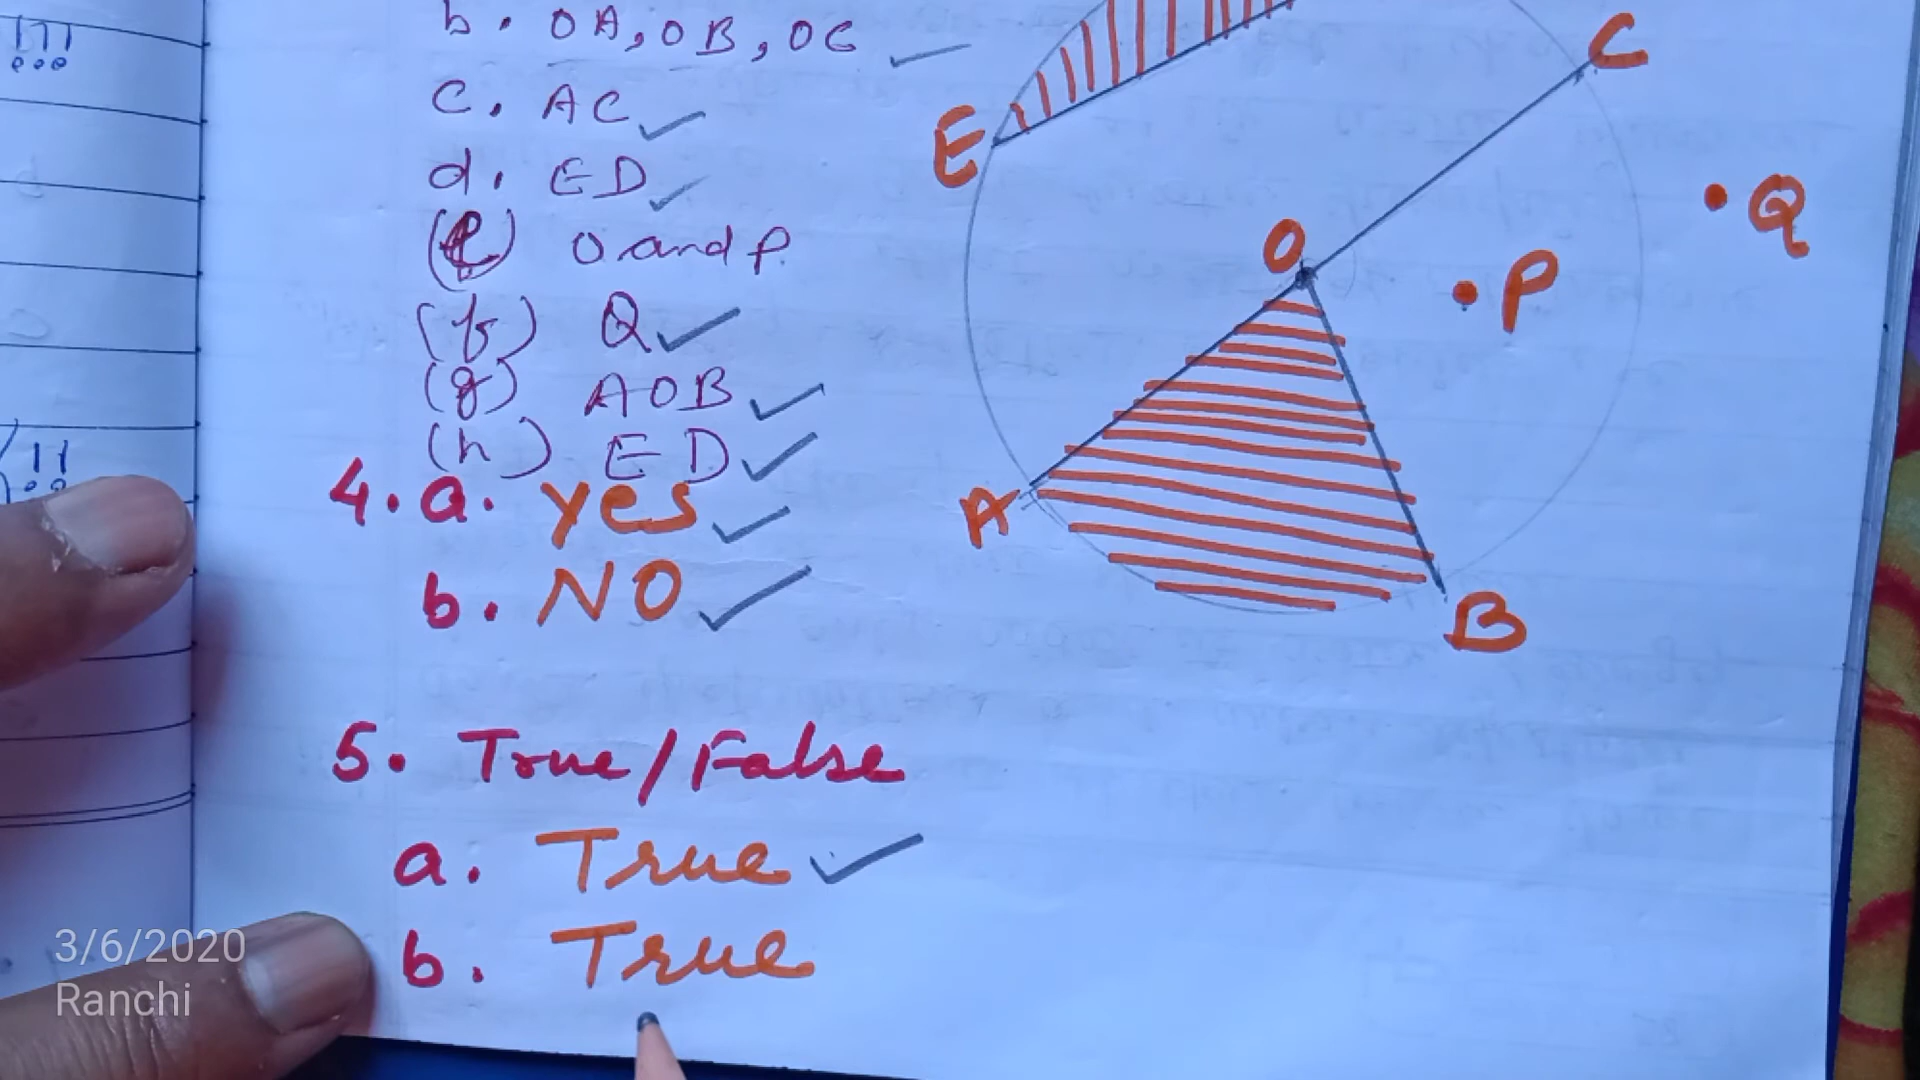 b. OA, OB, OC
c. AC
d. ED
(e) O and P.
(f) Q
(g) AOB
(h) ED
4. a. Yes
b. NO
5. True/False
a. True
b. True
E
C
Q
O
P
A
B
3/6/2020
Ranchi